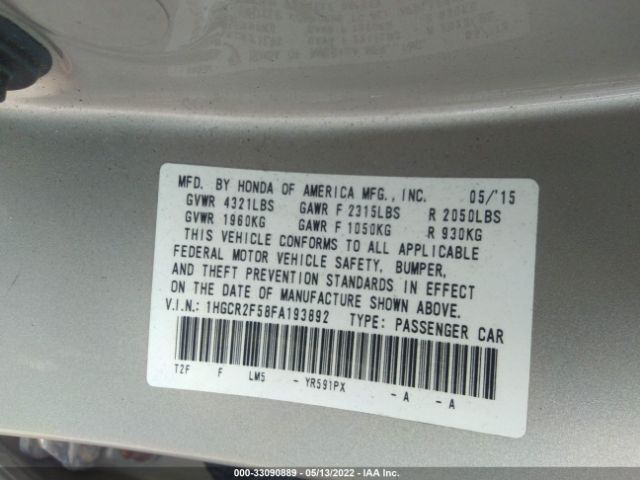 MFD. BY HONDA OF AMERICA MFG., INC. 05/'15
GVWR 4321LBS GAWR F 2315LBS R 2050LBS
GVWR 1960KG GAWR F 1050KG R 930KG
THIS VEHICLE CONFORMS TO ALL APPLICABLE
FEDERAL MOTOR VEHICLE SAFETY, BUMPER,
AND THEFT PREVENTION STANDARDS IN EFFECT
ON THE DATE OF MANUFACTURE SHOWN ABOVE.
V.I.N.: 1HGCR2F58FA193892 TYPE: PASSENGER CAR
T2F F LM5 - YR591PX - A - A
000-33090889 - 05/13/2022 - IAA Inc.